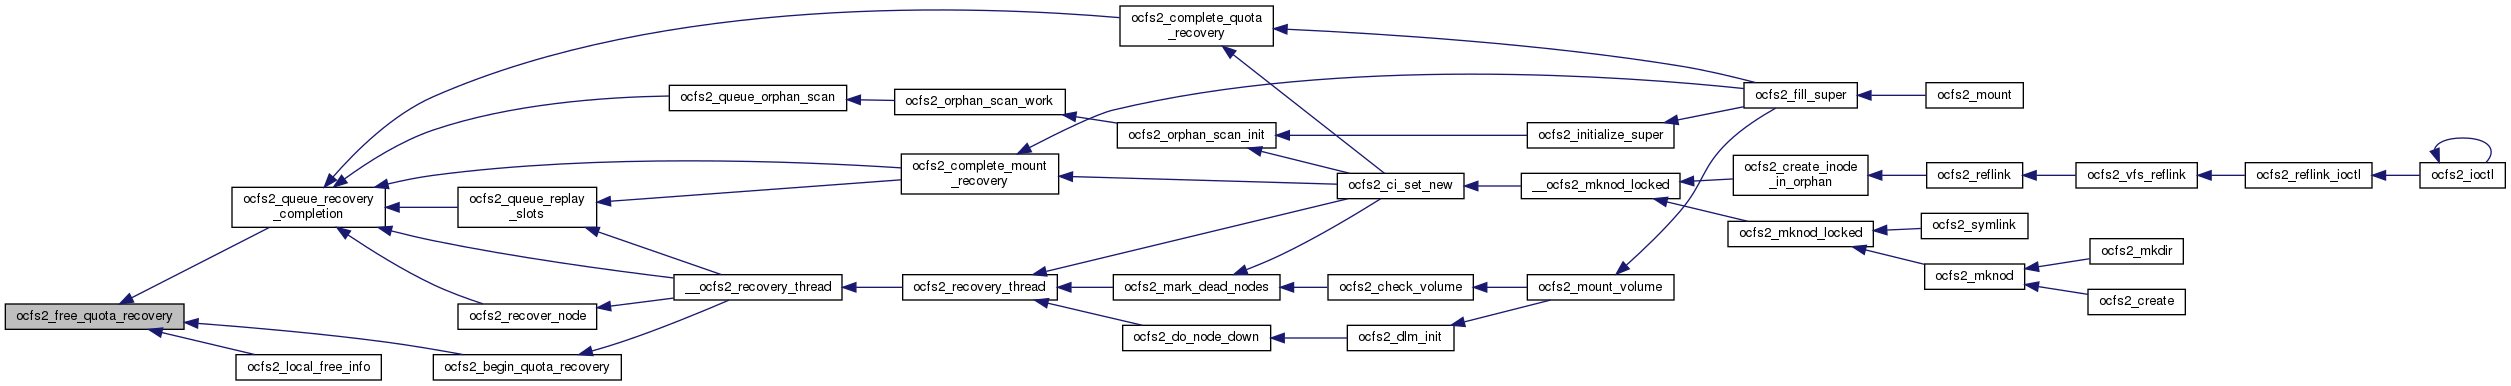 ocfs2_complete_quota
_recovery
ocfs2_queue_orphan_scan
ocfs2_orphan_scan_work
ocfs2_fill_super
ocfs2_mount
ocfs2_orphan_scan_init
ocfs2_initialize_super
ocfs2_complete_mount
_recovery
ocfs2_create_inode
_in_orphan
ocfs2_reflink
ocfs2_vfs_reflink
ocfs2_reflink_ioctl
ocfs2_ioctl
ocfs2_ci_set_new
__ocfs2_mknod_locked
ocfs2_queue_recovery
_completion
ocfs2_queue_replay
_slots
ocfs2_mknod_locked
ocfs2_symlink
ocfs2_mkdir
ocfs2_mknod
ocfs2_create
__ocfs2_recovery_thread
ocfs2_recovery_thread
ocfs2_mark_dead_nodes
ocfs2_check_volume
ocfs2_mount_volume
ocfs2_free_quota_recovery
ocfs2_recover_node
ocfs2_do_node_down
ocfs2_dlm_init
ocfs2_local_free_info
ocfs2_begin_quota_recovery